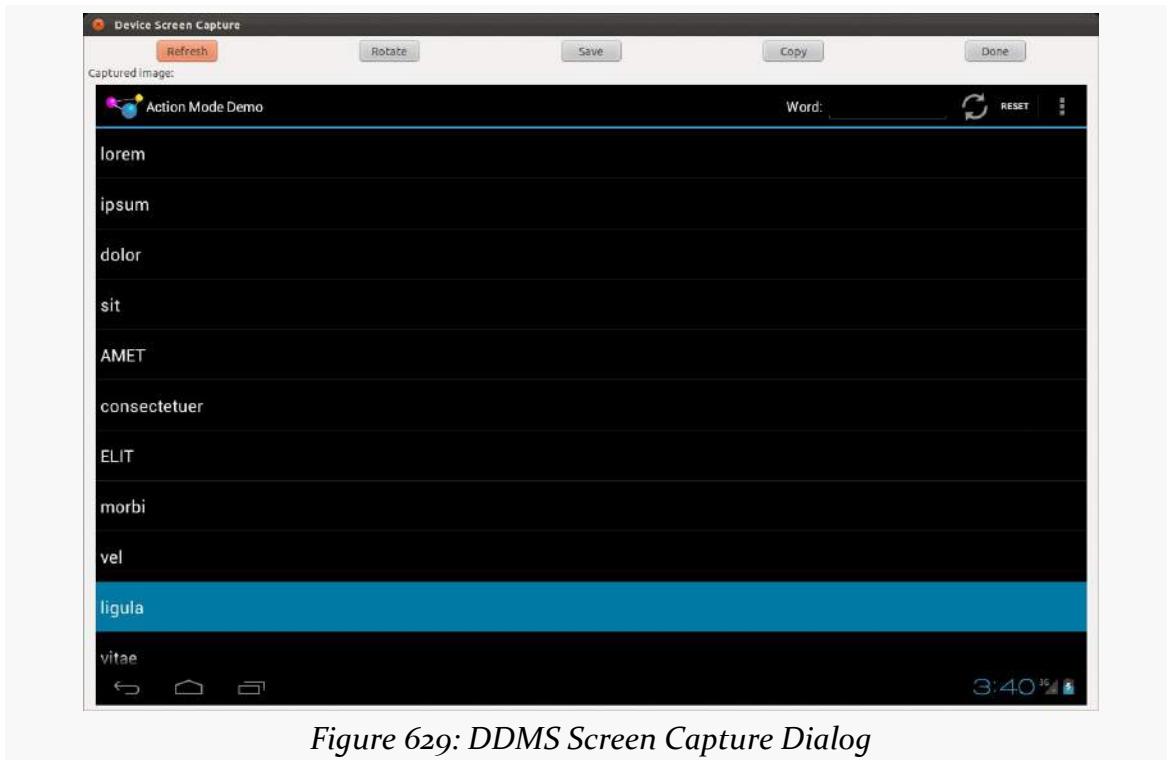 Device Screen Capture
Refresh Rotate Save Copy Done
Captured image:
Action Mode Demo Word: RESET
lorem
ipsum
dolor
sit
AMET
consectetuer
ELIT
morbi
vel
ligula
vitae
3:40 3G
Figure 629: DDMS Screen Capture Dialog